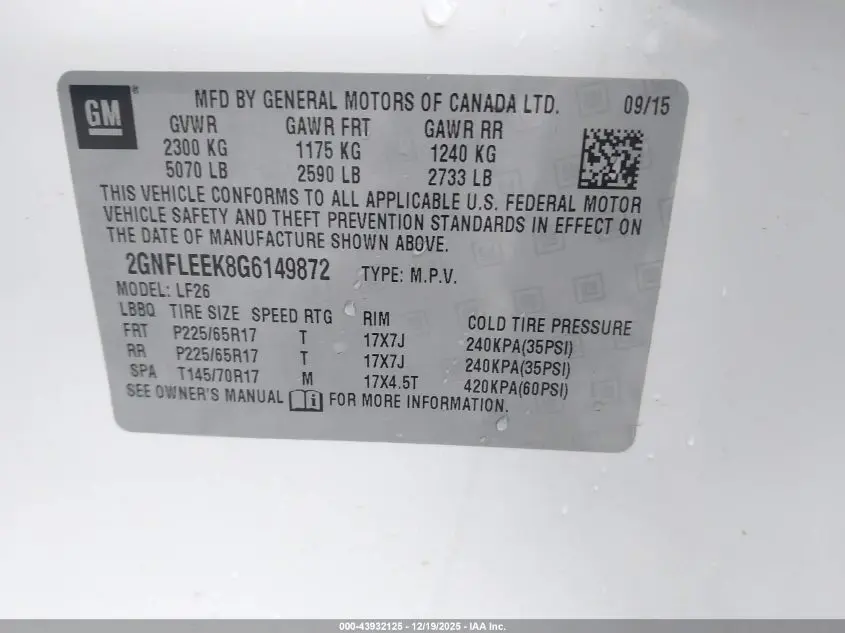 GM ®
MFD BY GENERAL MOTORS OF CANADA LTD. 09/15
GVWR GAWR FRT GAWR RR
2300 KG 1175 KG 1240 KG
5070 LB 2590 LB 2733 LB
THIS VEHICLE CONFORMS TO ALL APPLICABLE U.S. FEDERAL MOTOR
VEHICLE SAFETY AND THEFT PREVENTION STANDARDS IN EFFECT ON
THE DATE OF MANUFACTURE SHOWN ABOVE.
2GNFLEEK8G6149872 TYPE: M.P.V.
MODEL: LF26
LBBQ TIRE SIZE SPEED RTG RIM COLD TIRE PRESSURE
FRT P225/65R17 T 17X7J 240KPA(35PSI)
RR P225/65R17 T 17X7J 240KPA(35PSI)
SPA T145/70R17 M 17X4.5T 420KPA(60PSI)
SEE OWNER'S MANUAL i FOR MORE INFORMATION.
000-43932125 - 12/19/2025 - IAA Inc.